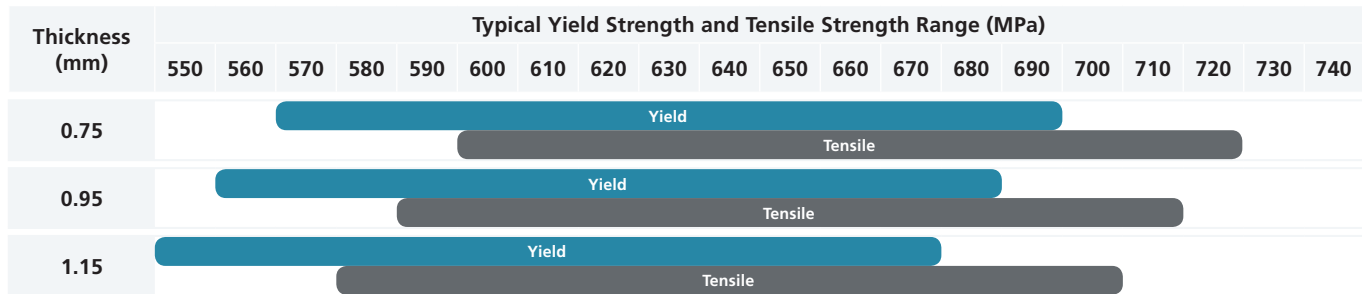 Thickness
(mm)
Typical Yield Strength and Tensile Strength Range (MPa)
550 560 570 580 590 600 610 620 630 640 650 660 670 680 690 700 710 720 730 740
0.75
Yield
Tensile
0.95
Yield
Tensile
1.15
Yield
Tensile